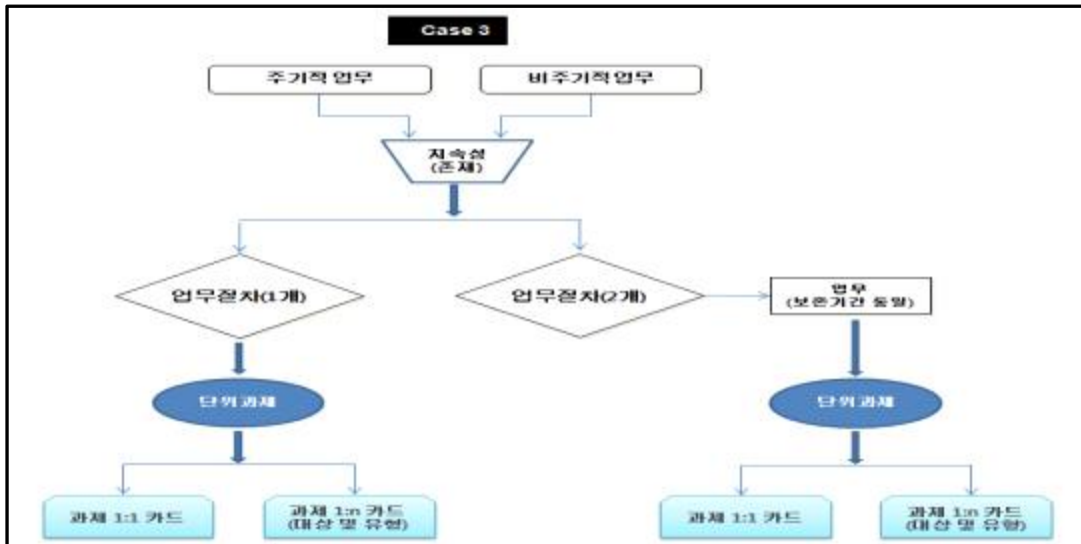 Case 3
주기적 업무
비주기적 업무
지속성
(존재)
업무절차(1개)
업무절차(2개)
업무
(보존기간 동일)
단위과제
단위과제
과제 1:1 카드
과제 1:n 카드
(대상 및 유형)
과제 1:1 카드
과제 1:n 카드
(대상 및 유형)